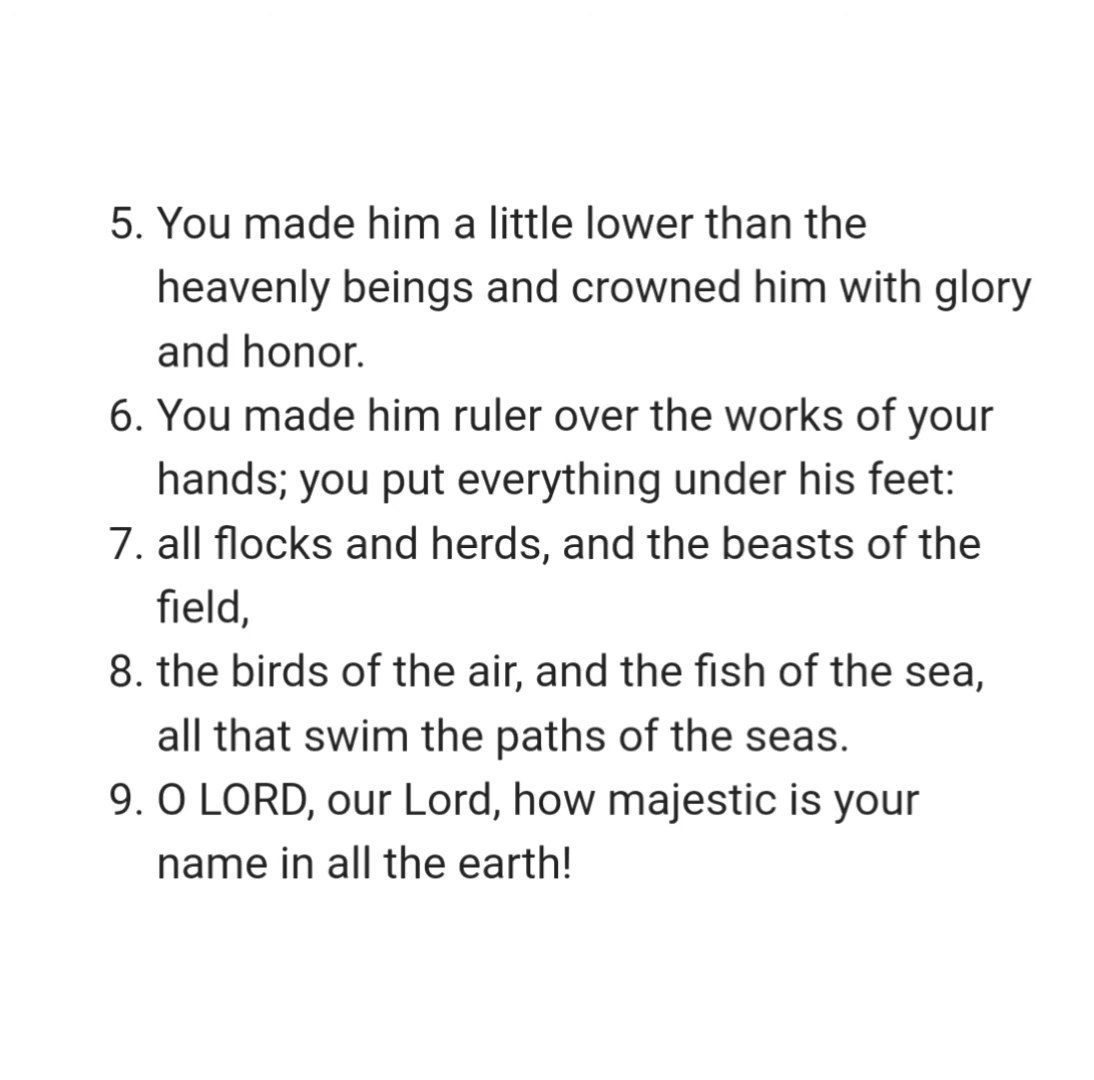 5. You made him a little lower than the
heavenly beings and crowned him with glory
and honor.
6. You made him ruler over the works of your
hands; you put everything under his feet:
7. all flocks and herds, and the beasts of the
field,
8. the birds of the air, and the fish of the sea,
all that swim the paths of the seas.
9. O LORD, our Lord, how majestic is your
name in all the earth!